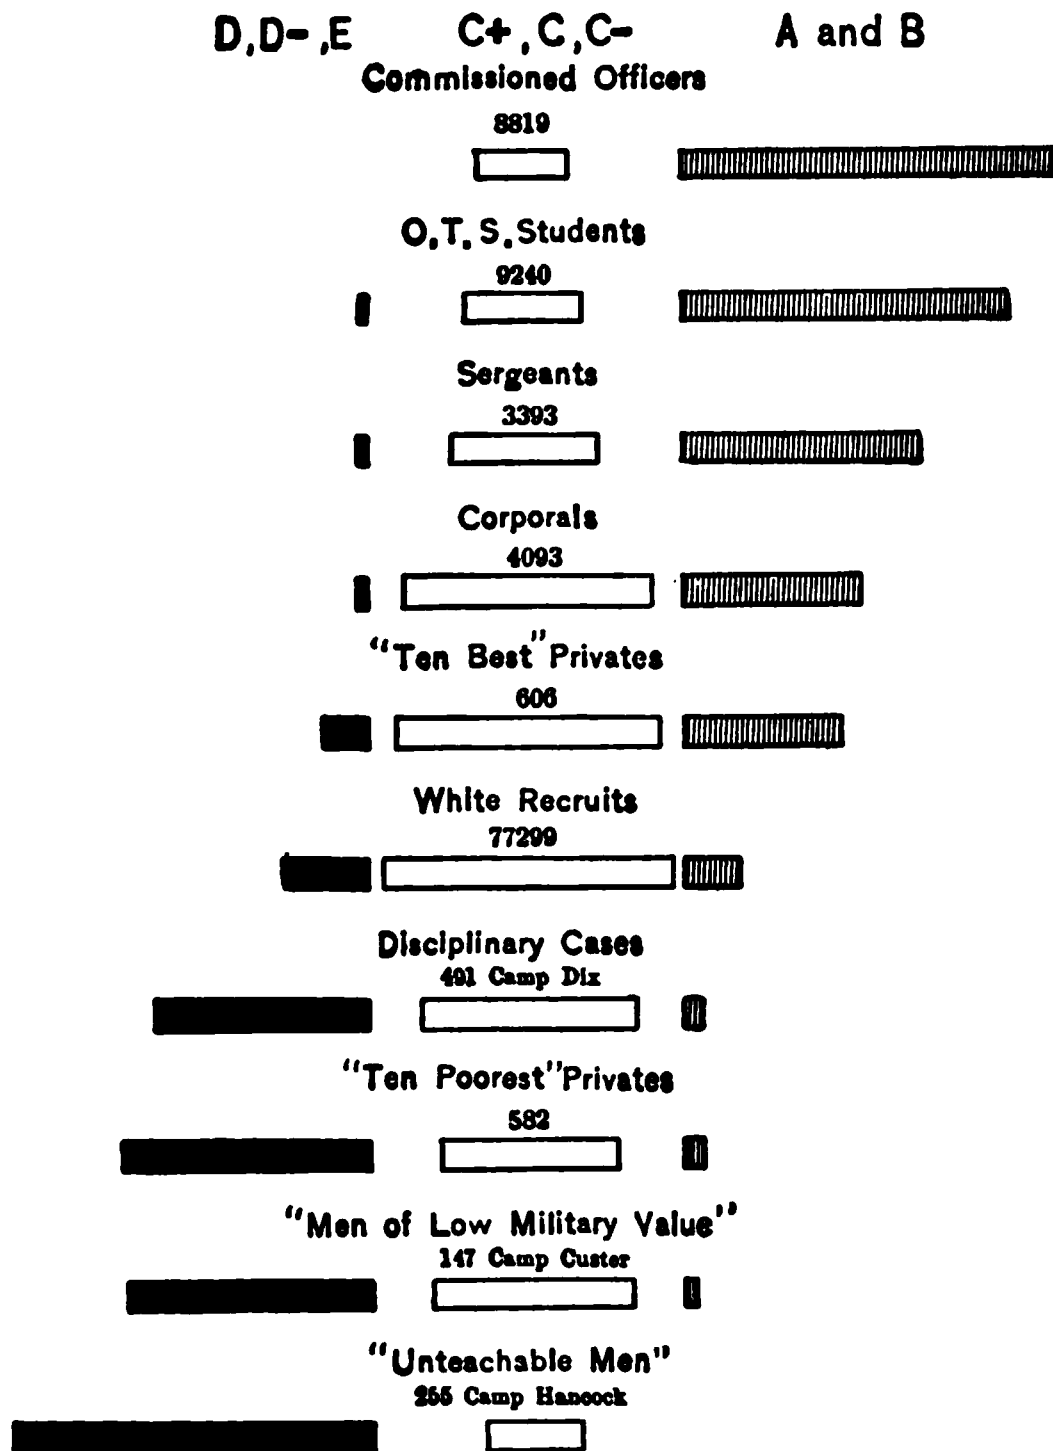 D,D-,E C+,C,C- A and B
Commissioned Officers
8819
O.T.S. Students
9240
Sergeants
3393
Corporals
4093
"Ten Best" Privates
606
White Recruits
77299
Disciplinary Cases
491 Camp Dix
"Ten Poorest" Privates
582
"Men of Low Military Value"
147 Camp Custer
"Unteachable Men"
255 Camp Hancock